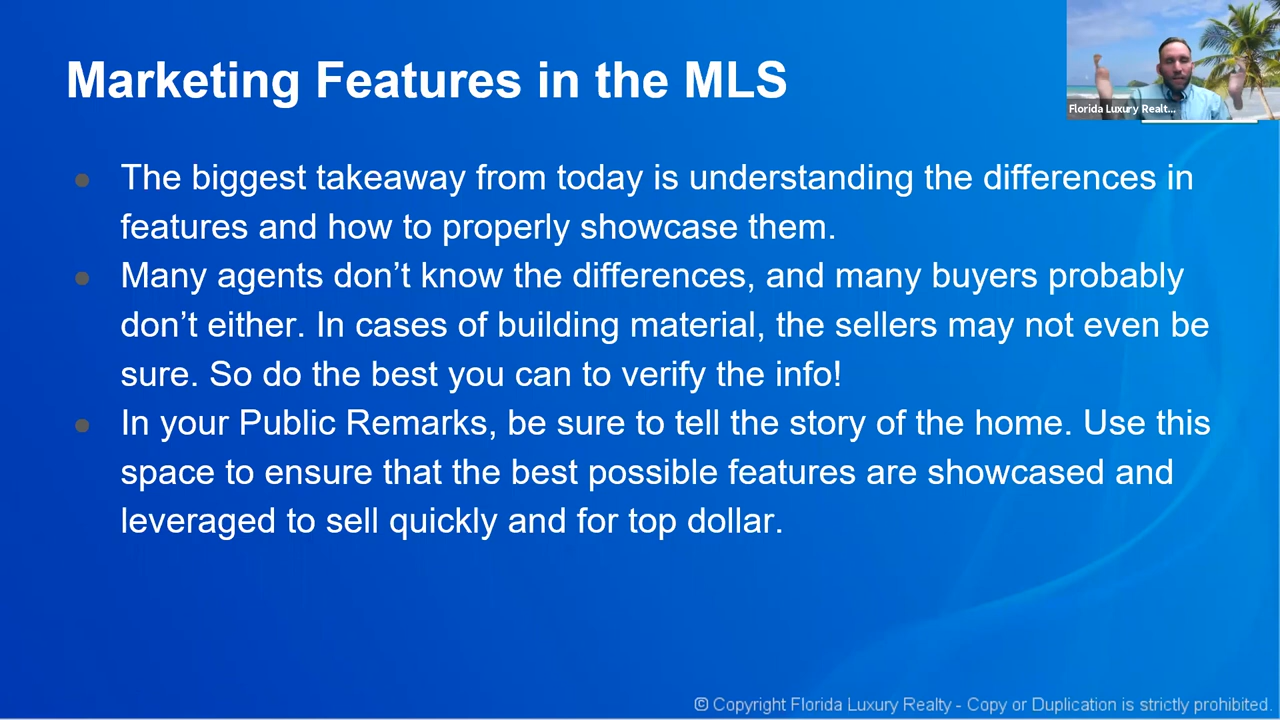 Marketing Features in the MLS
Florida Luxury Realt...
The biggest takeaway from today is understanding the differences in
features and how to properly showcase them.
Many agents don’t know the differences, and many buyers probably
don’t either. In cases of building material, the sellers may not even be
sure. So do the best you can to verify the info!
In your Public Remarks, be sure to tell the story of the home. Use this
space to ensure that the best possible features are showcased and
leveraged to sell quickly and for top dollar.
© Copyright Florida Luxury Realty - Copy or Duplication is strictly prohibited.